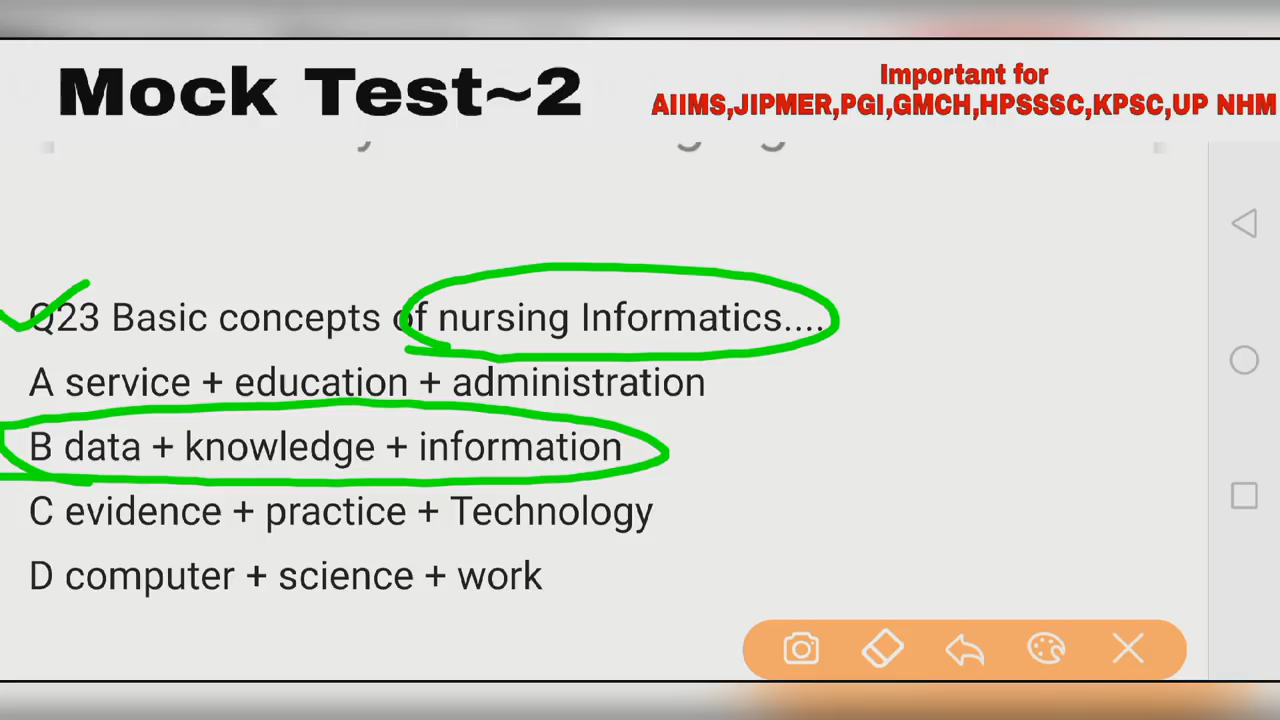 Mock Test~2
Important for
AIIMS,JIPMER,PGI,GMCH,HPSSSC,KPSC,UP NHM
Q23 Basic concepts of nursing Informatics....
A service + education + administration
B data + knowledge + information
C evidence + practice + Technology
D computer + science + work